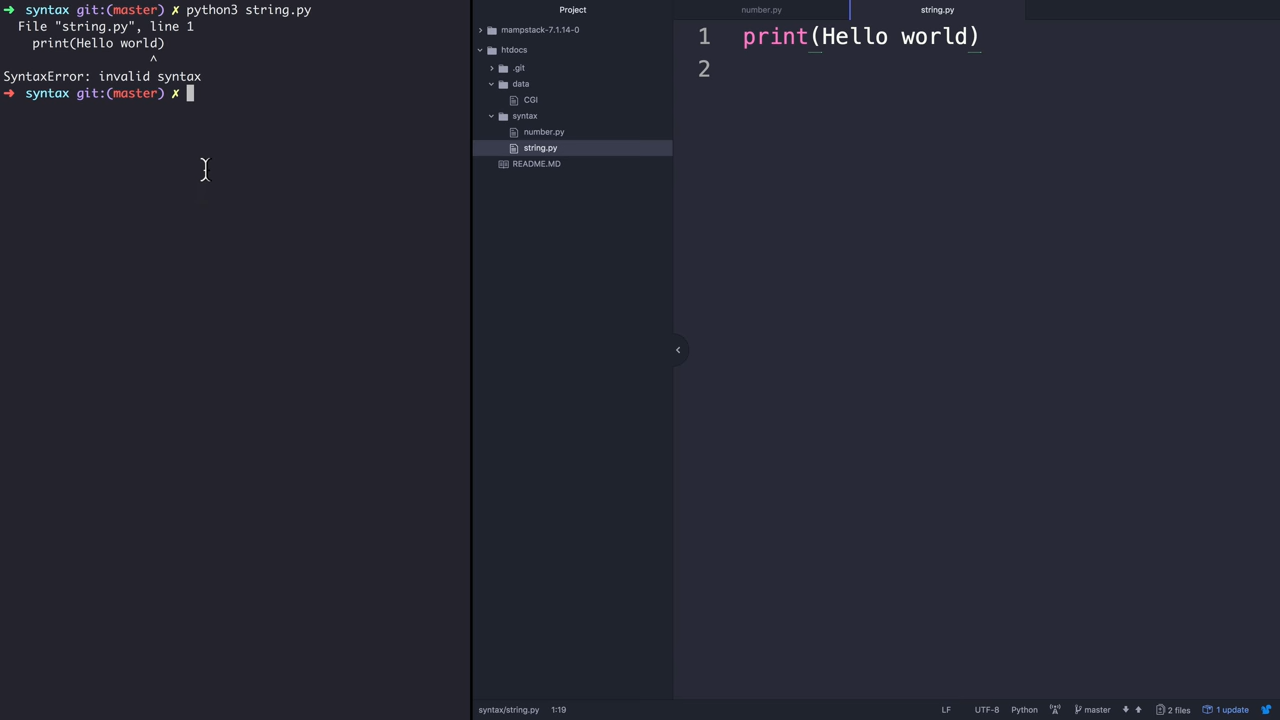 ➜ syntax git:(master) ✗ python3 string.py
File "string.py", line 1
print(Hello world)
^
SyntaxError: invalid syntax
➜ syntax git:(master) ✗
Project
mampstack-7.1.14-0
htdocs
.git
data
CGI
syntax
number.py
string.py
README.MD
number.py string.py
1 print(Hello world)
2
syntax/string.py 1:19 LF UTF-8 Python master 2 files 1 update